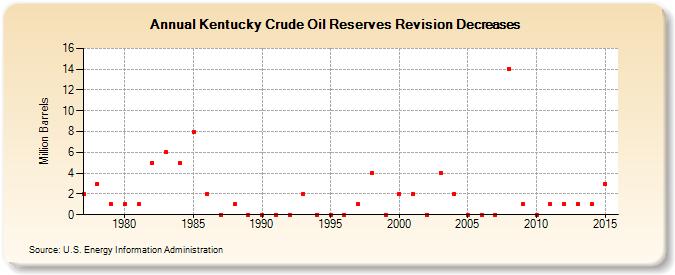 Annual Kentucky Crude Oil Reserves Revision Decreases
Million Barrels
16
14
12
10
8
6
4
2
0
1980 1985 1990 1995 2000 2005 2010 2015
Source: U.S. Energy Information Administration